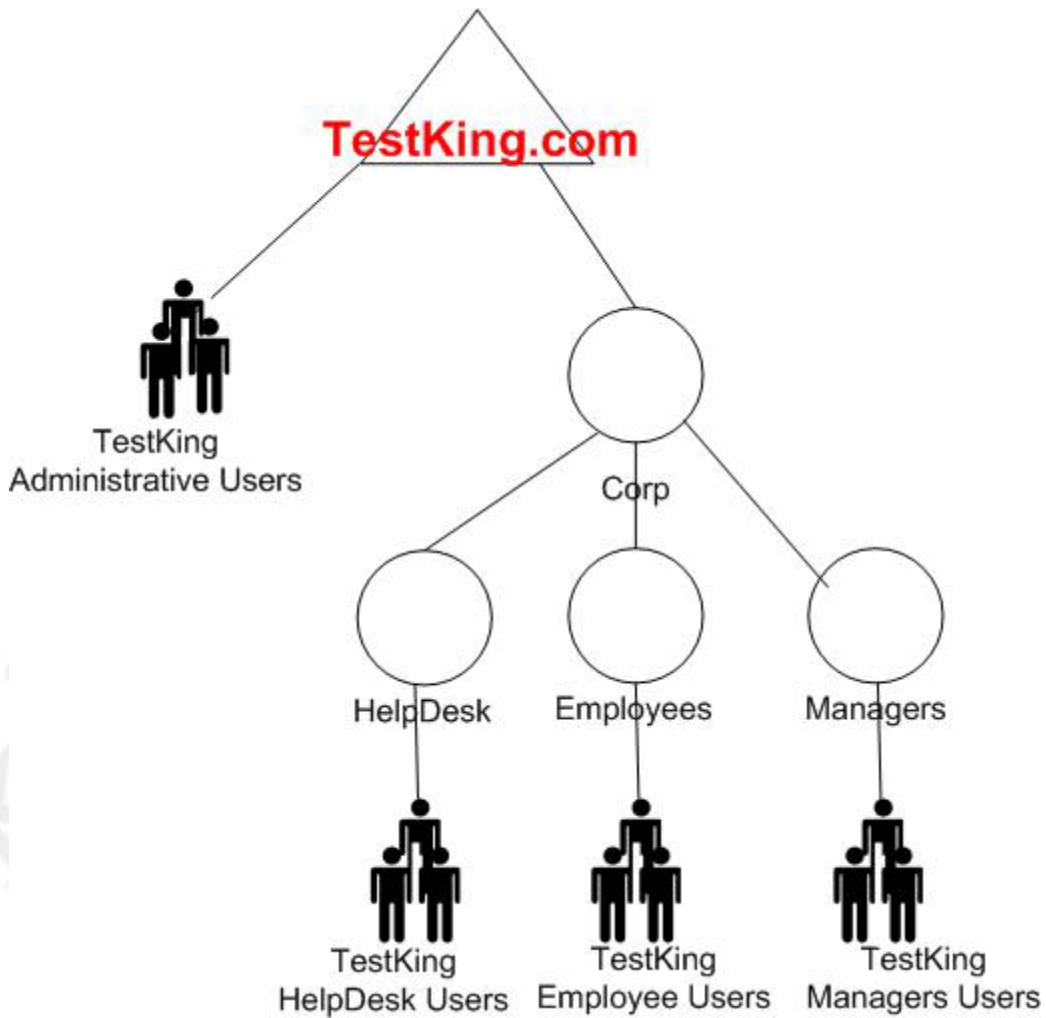 TestKing.com
TestKing
Administrative Users
Corp
HelpDesk
Employees
Managers
TestKing
HelpDesk Users
TestKing
Employee Users
TestKing
Managers Users